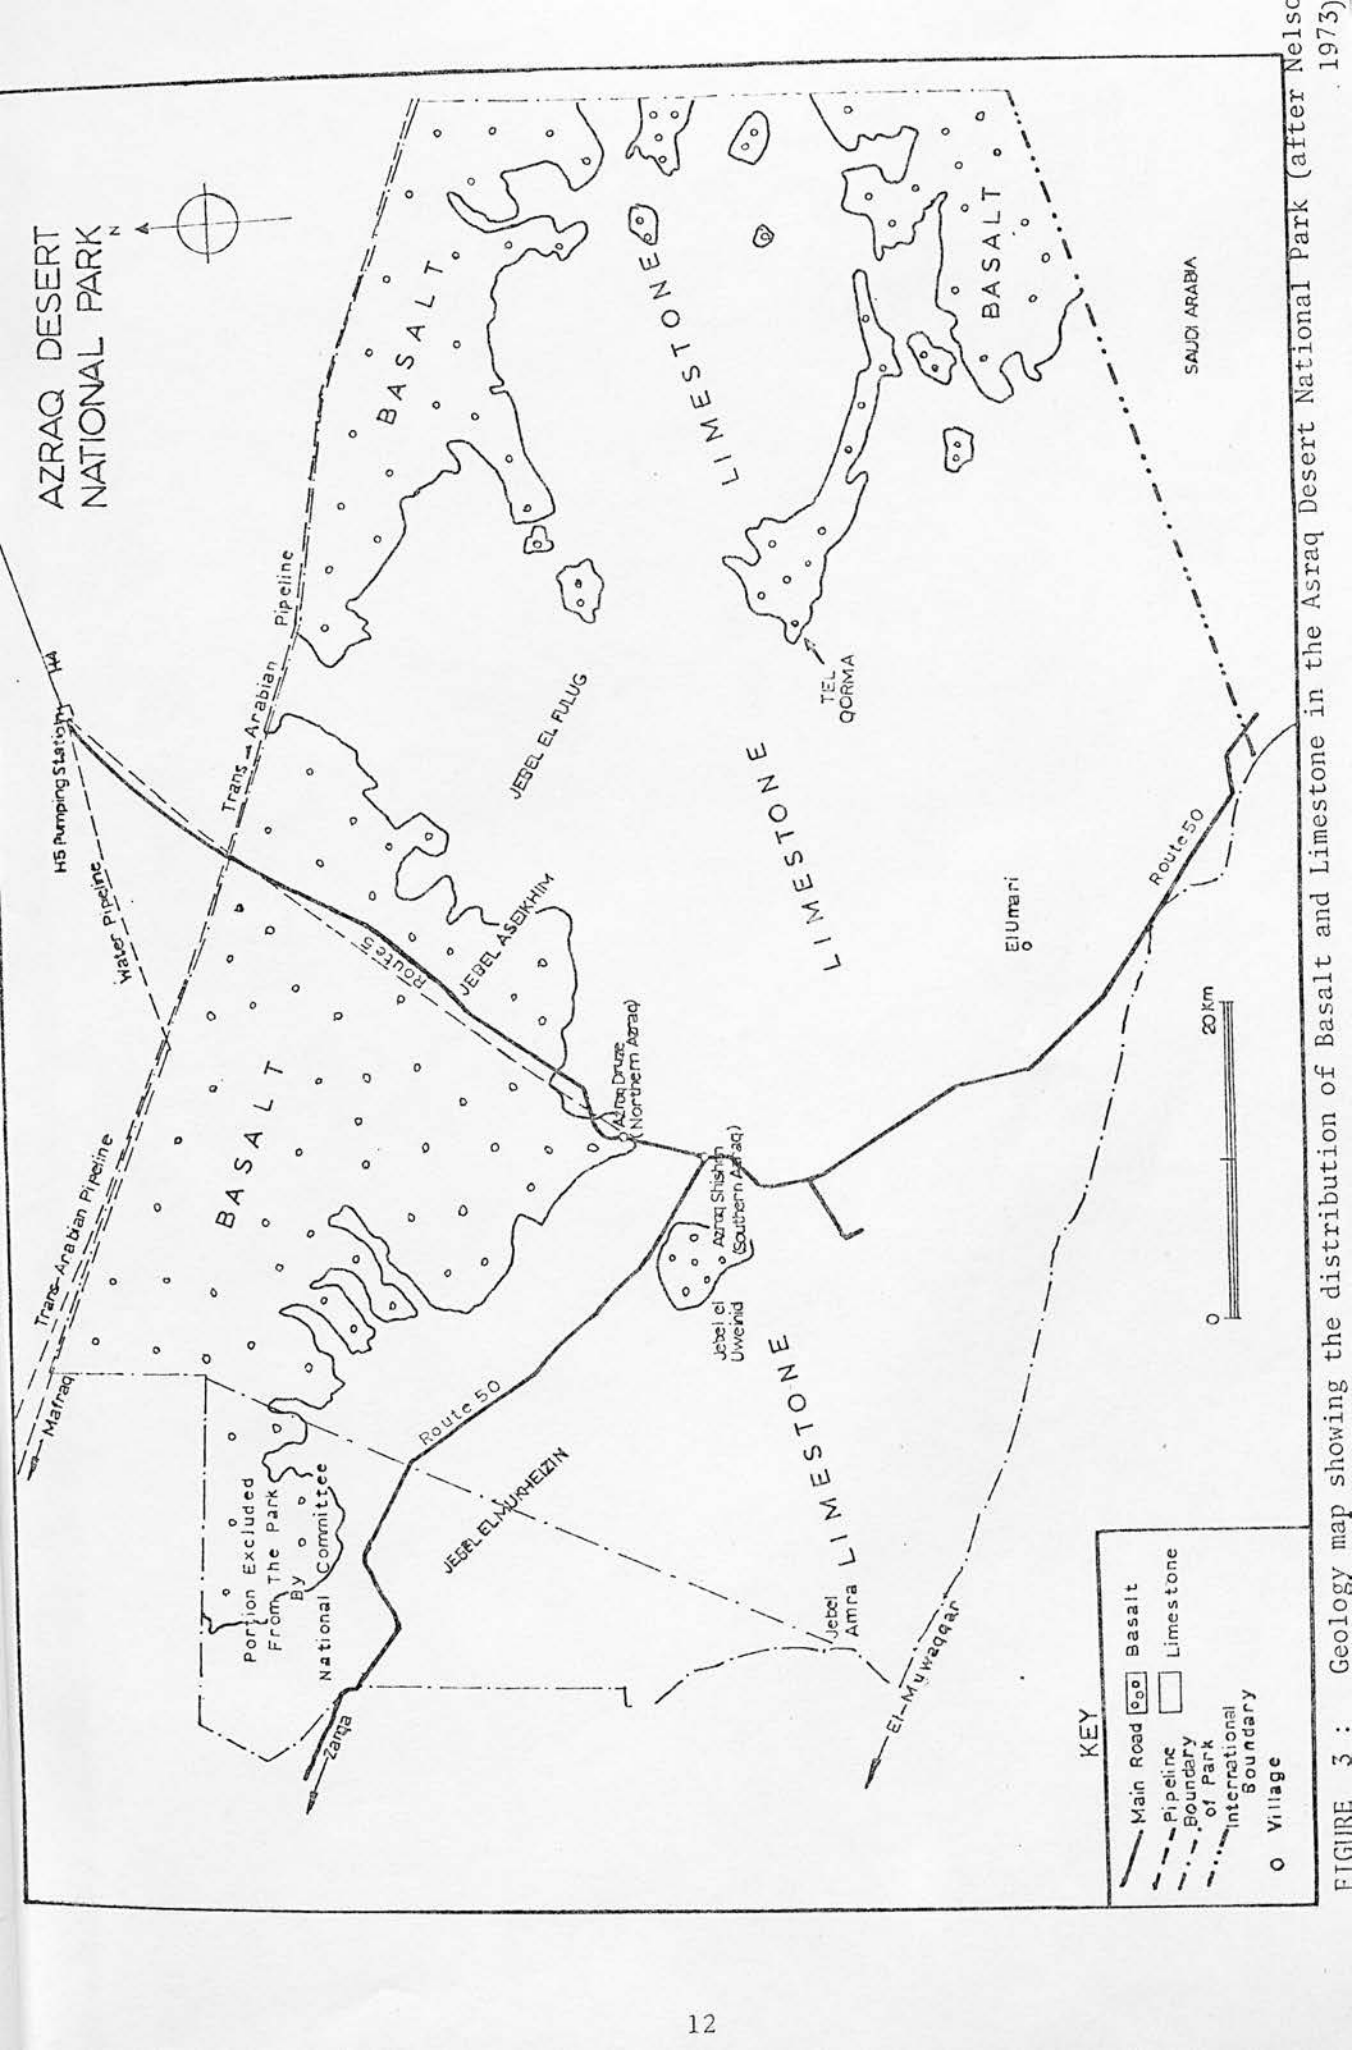 AZRAQ DESERT
NATIONAL PARK
N
H5 Pumping Station
H4
Water Pipeline
Trans-Arabian Pipeline
Trans-Arabian Pipeline
Mafraq
BASALT
BASALT
BASALT
Route 5
JEBEL ASEIKHIM
JEBEL EL FULUG
LIMESTONE
LIMESTONE
LIMESTONE
TEL
QORMA
SAUDI ARABIA
Portion Excluded
From The Park
By
National Committee
Zarqa
Route 50
JEBEL EL MUKHEIZIN
Azraq Druze
(Northern Azraq)
Azraq Shishan
(Southern Azraq)
Jebel el
Uweinid
Jebel
Amra
El-Muwaqqar
El Umari
Route 50
0
20 Km
KEY
Main Road
Basalt
Pipeline
Limestone
Boundary
of Park
International
Boundary
Village
FIGURE 3 : Geology map showing the distribution of Basalt and Limestone in the Asraq Desert National Park (after
1973)
12